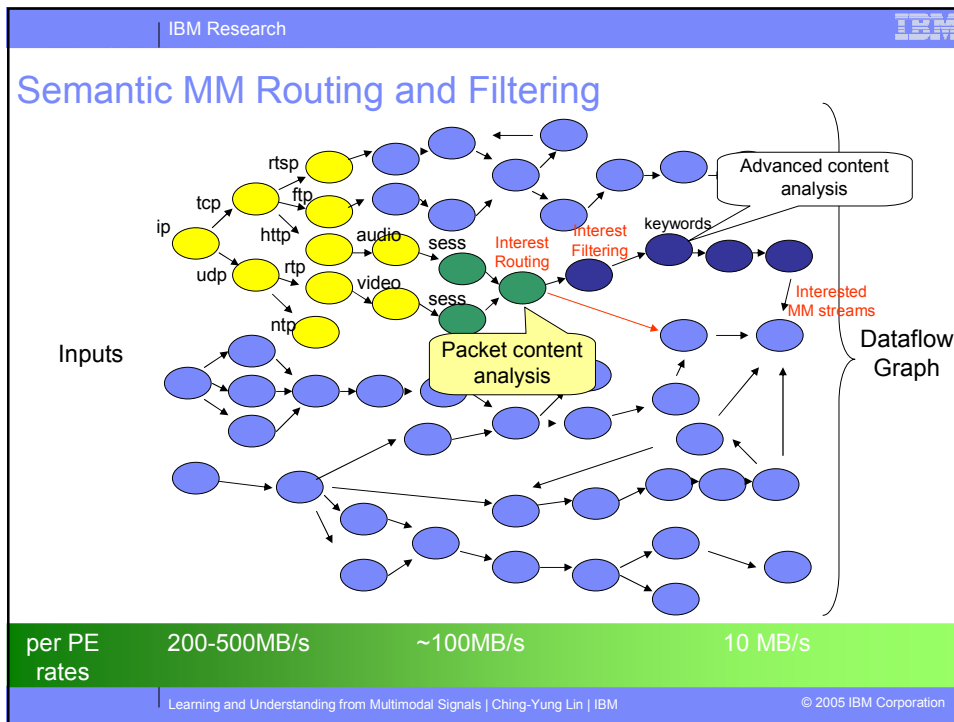 IBM Research
IBM
Semantic MM Routing and Filtering
rtsp
tcp
ftp
ip
http
audio
udp
rtp
video
ntp
sess
sess
Interest
Routing
Interest
Filtering
keywords
Advanced content
analysis
Interested
MM streams
Packet content
analysis
Inputs
Dataflow
Graph
per PE
rates
200-500MB/s
~100MB/s
10 MB/s
Learning and Understanding from Multimodal Signals | Ching-Yung Lin | IBM
© 2005 IBM Corporation